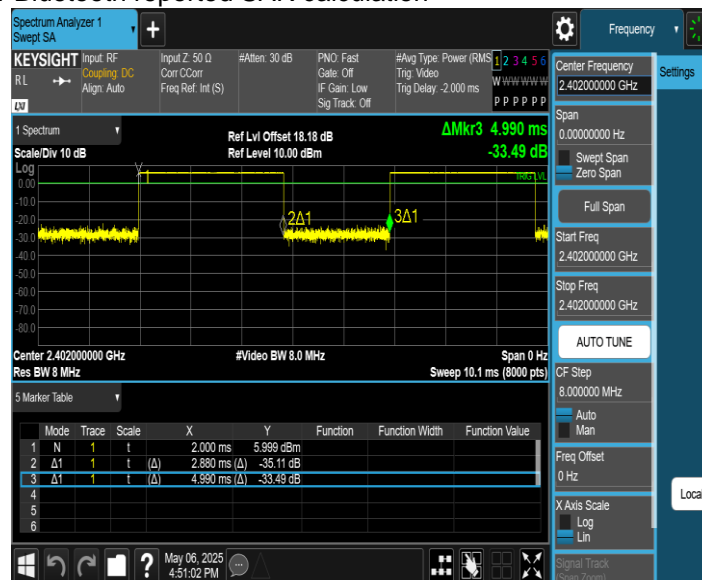 Bluetooth reported SAR calculation
Spectrum Analyzer 1
Swept SA
Frequency
Settings
KEYSIGHT
RL
LXI
Input: RF
Coupling: DC
Align: Auto
Input Z: 50 Ω
Corr CCorr
Freq Ref: Int (S)
#Atten: 30 dB
PNO: Fast
Gate: Off
IF Gain: Low
Sig Track: Off
#Avg Type: Power (RMS
Trig: Video
Trig Delay: -2.000 ms
1 2 3 4 5 6
W W W W W W
P P P P P P
1 Spectrum
Scale/Div 10 dB
Ref Lvl Offset 18.18 dB
Ref Level 10.00 dBm
ΔMkr3 4.990 ms
-33.49 dB
Log
0.00
-10.0
-20.0
-30.0
-40.0
-50.0
-60.0
-70.0
-80.0
1
2Δ1
3Δ1
TRIG LVL
Center 2.402000000 GHz
Res BW 8 MHz
#Video BW 8.0 MHz
Span 0 Hz
Sweep 10.1 ms (8000 pts)
5 Marker Table
Mode Trace Scale X Y Function Function Width Function Value
1 N 1 t 2.000 ms 5.999 dBm
2 Δ1 1 t (Δ) 2.880 ms (Δ) -35.11 dB
3 Δ1 1 t (Δ) 4.990 ms (Δ) -33.49 dB
4
5
6
May 06, 2025
4:51:02 PM
Center Frequency
2.402000000 GHz
Span
0.00000000 Hz
Swept Span
Zero Span
Full Span
Start Freq
2.402000000 GHz
Stop Freq
2.402000000 GHz
AUTO TUNE
CF Step
8.000000 MHz
Auto
Man
Freq Offset
0 Hz
X Axis Scale
Log
Lin
Signal Track
(Span Zoom)
Local